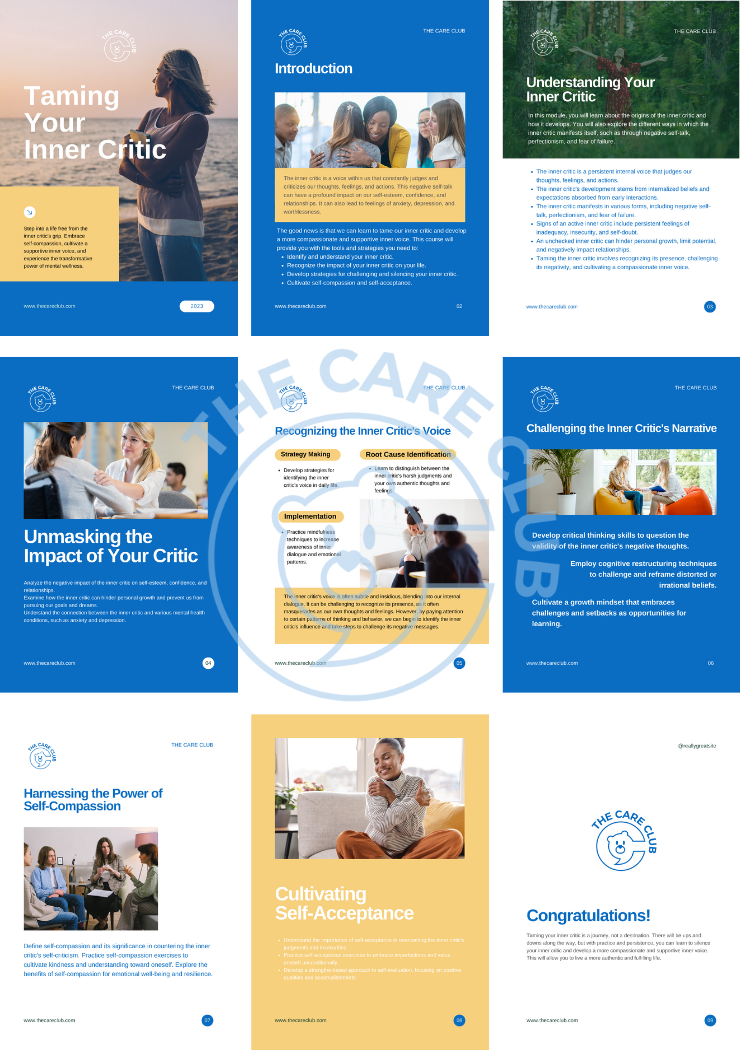 THE CARE CLUB
Taming
Your
Inner Critic
Step into a life free from the
inner critic's grip. Embrace
self-compassion, cultivate a
supportive inner voice, and
experience the transformative
power of mental wellness.
www.thecareclub.com
2023
THE CARE CLUB
THE CARE CLUB
Introduction
The inner critic is a voice within us that constantly judges and
criticizes our thoughts, feelings, and actions. This negative self-talk
can have a profound impact on our self-esteem, confidence, and
relationships. It can also lead to feelings of anxiety, depression, and
worthlessness.
The good news is that we can learn to tame our inner critic and develop
a more compassionate and supportive inner voice. This course will
provide you with the tools and strategies you need to:
• Identify and understand your inner critic.
• Recognize the impact of your inner critic on your life.
• Develop strategies for challenging and silencing your inner critic.
• Cultivate self-compassion and self-acceptance.
www.thecareclub.com
02
THE CARE CLUB
THE CARE CLUB
Understanding Your
Inner Critic
In this module, you will learn about the origins of the inner critic and
how it develops. You will also explore the different ways in which the
inner critic manifests itself, such as through negative self-talk,
perfectionism, and fear of failure.
• The inner critic is a persistent internal voice that judges our
thoughts, feelings, and actions.
• The inner critic's development stems from internalized beliefs and
expectations absorbed from early interactions.
• The inner critic manifests in various forms, including negative self-
talk, perfectionism, and fear of failure.
• Signs of an active inner critic include persistent feelings of
inadequacy, insecurity, and self-doubt.
• An unchecked inner critic can hinder personal growth, limit potential,
and negatively impact relationships.
• Taming the inner critic involves recognizing its presence, challenging
its negativity, and cultivating a compassionate inner voice.
www.thecareclub.com
03
THE CARE CLUB
THE CARE CLUB
Unmasking the
Impact of Your Critic
Analyze the negative impact of the inner critic on self-esteem, confidence, and
relationships.
Examine how the inner critic can hinder personal growth and prevent us from
pursuing our goals and dreams.
Understand the connection between the inner critic and various mental health
conditions, such as anxiety and depression.
www.thecareclub.com
04
THE CARE CLUB
THE CARE CLUB
THE CARE CLUB
Recognizing the Inner Critic's Voice
Strategy Making
• Develop strategies for
identifying the inner
critic's voice in daily life.
Root Cause Identification
• Learn to distinguish between the
inner critic's harsh judgments and
your own authentic thoughts and
feelings.
Implementation
• Practice mindfulness
techniques to increase
awareness of inner
dialogue and emotional
patterns.
The inner critic's voice is often subtle and insidious, blending into our internal
dialogue. It can be challenging to recognize its presence, as it often
masquerades as our own thoughts and feelings. However, by paying attention
to certain patterns of thinking and behavior, we can begin to identify the inner
critic's influence and take steps to challenge its negative messages.
www.thecareclub.com
05
THE CARE CLUB
THE CARE CLUB
Challenging the Inner Critic's Narrative
Develop critical thinking skills to question the
validity of the inner critic's negative thoughts.
Employ cognitive restructuring techniques
to challenge and reframe distorted or
irrational beliefs.
Cultivate a growth mindset that embraces
challenges and setbacks as opportunities for
learning.
www.thecareclub.com
06
THE CARE CLUB
THE CARE CLUB
Harnessing the Power of
Self-Compassion
Define self-compassion and its significance in countering the inner
critic's self-criticism. Practice self-compassion exercises to
cultivate kindness and understanding toward oneself. Explore the
benefits of self-compassion for emotional well-being and resilience.
www.thecareclub.com
07
Cultivating
Self-Acceptance
• Understand the importance of self-acceptance in overcoming the inner critic's
judgments and insecurities.
• Practice self-acceptance exercises to embrace imperfections and value
oneself unconditionally.
• Develop a strengths-based approach to self-evaluation, focusing on positive
qualities and accomplishments.
www.thecareclub.com
08
@reallygreatsite
THE CARE CLUB
Congratulations!
Taming your inner critic is a journey, not a destination. There will be ups and
downs along the way, but with practice and persistence, you can learn to silence
your inner critic and develop a more compassionate and supportive inner voice.
This will allow you to live a more authentic and fulfilling life.
www.thecareclub.com
09